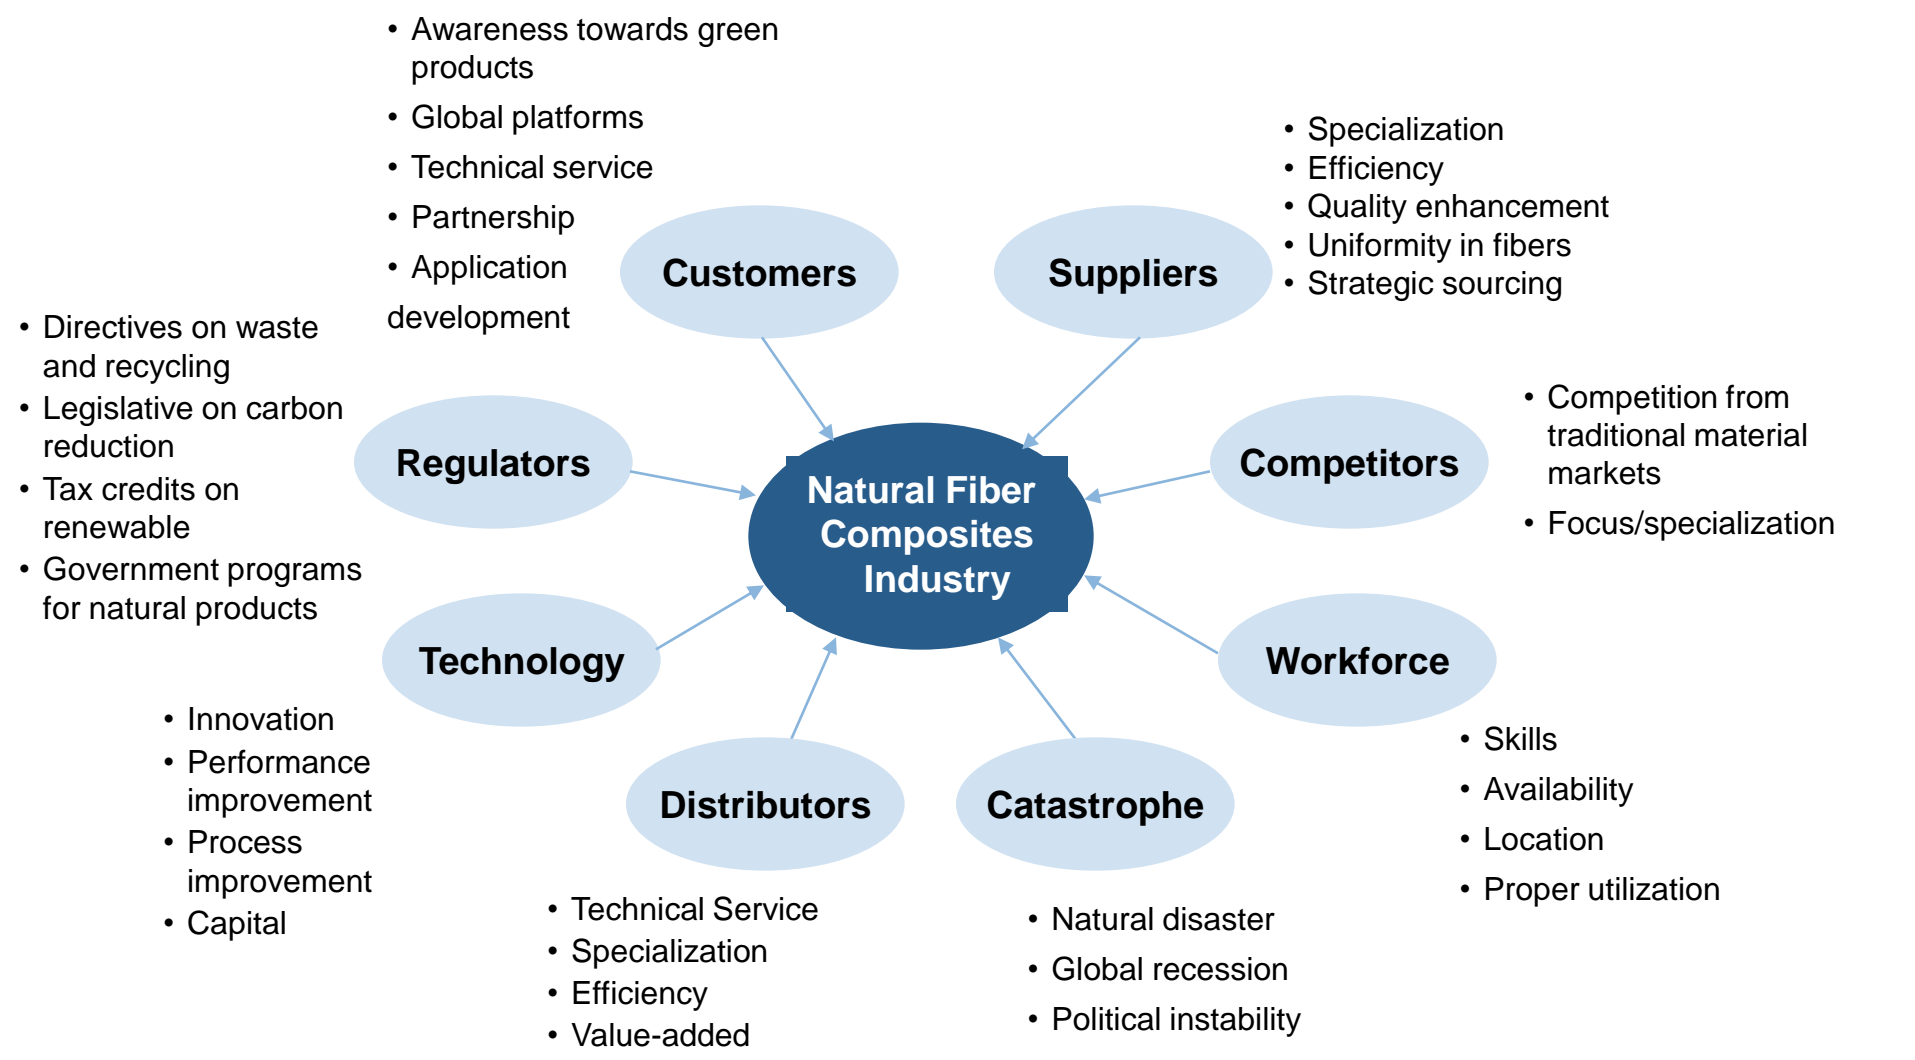 • Awareness towards green
products
• Global platforms
• Technical service
• Partnership
• Application
development
Customers
• Specialization
• Efficiency
• Quality enhancement
• Uniformity in fibers
• Strategic sourcing
Suppliers
• Directives on waste
and recycling
• Legislative on carbon
reduction
• Tax credits on
renewable
• Government programs
for natural products
Regulators
Natural Fiber
Composites
Industry
Competitors
• Competition from
traditional material
markets
• Focus/specialization
Technology
• Innovation
• Performance
improvement
• Process
improvement
• Capital
Distributors
• Technical Service
• Specialization
• Efficiency
• Value-added
Catastrophe
• Natural disaster
• Global recession
• Political instability
Workforce
• Skills
• Availability
• Location
• Proper utilization